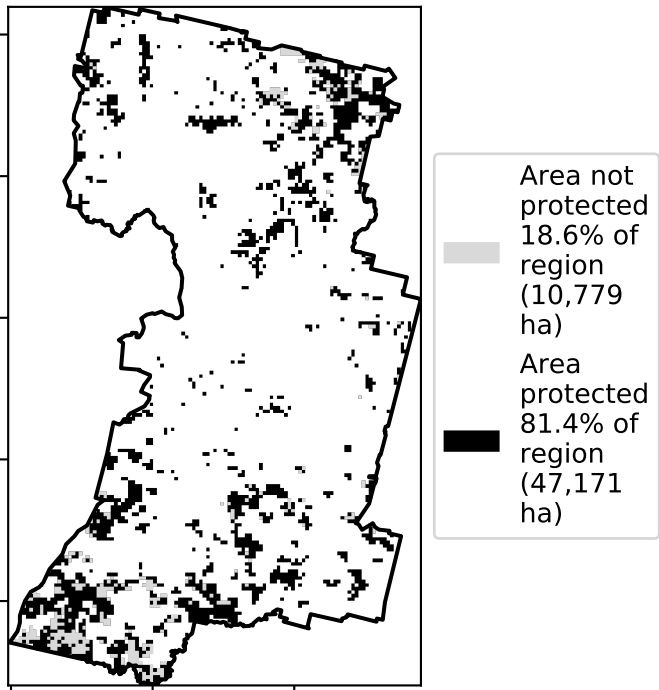 Area not
protected
18.6% of
region
(10,779
ha)
Area
protected
81.4% of
region
(47,171
ha)